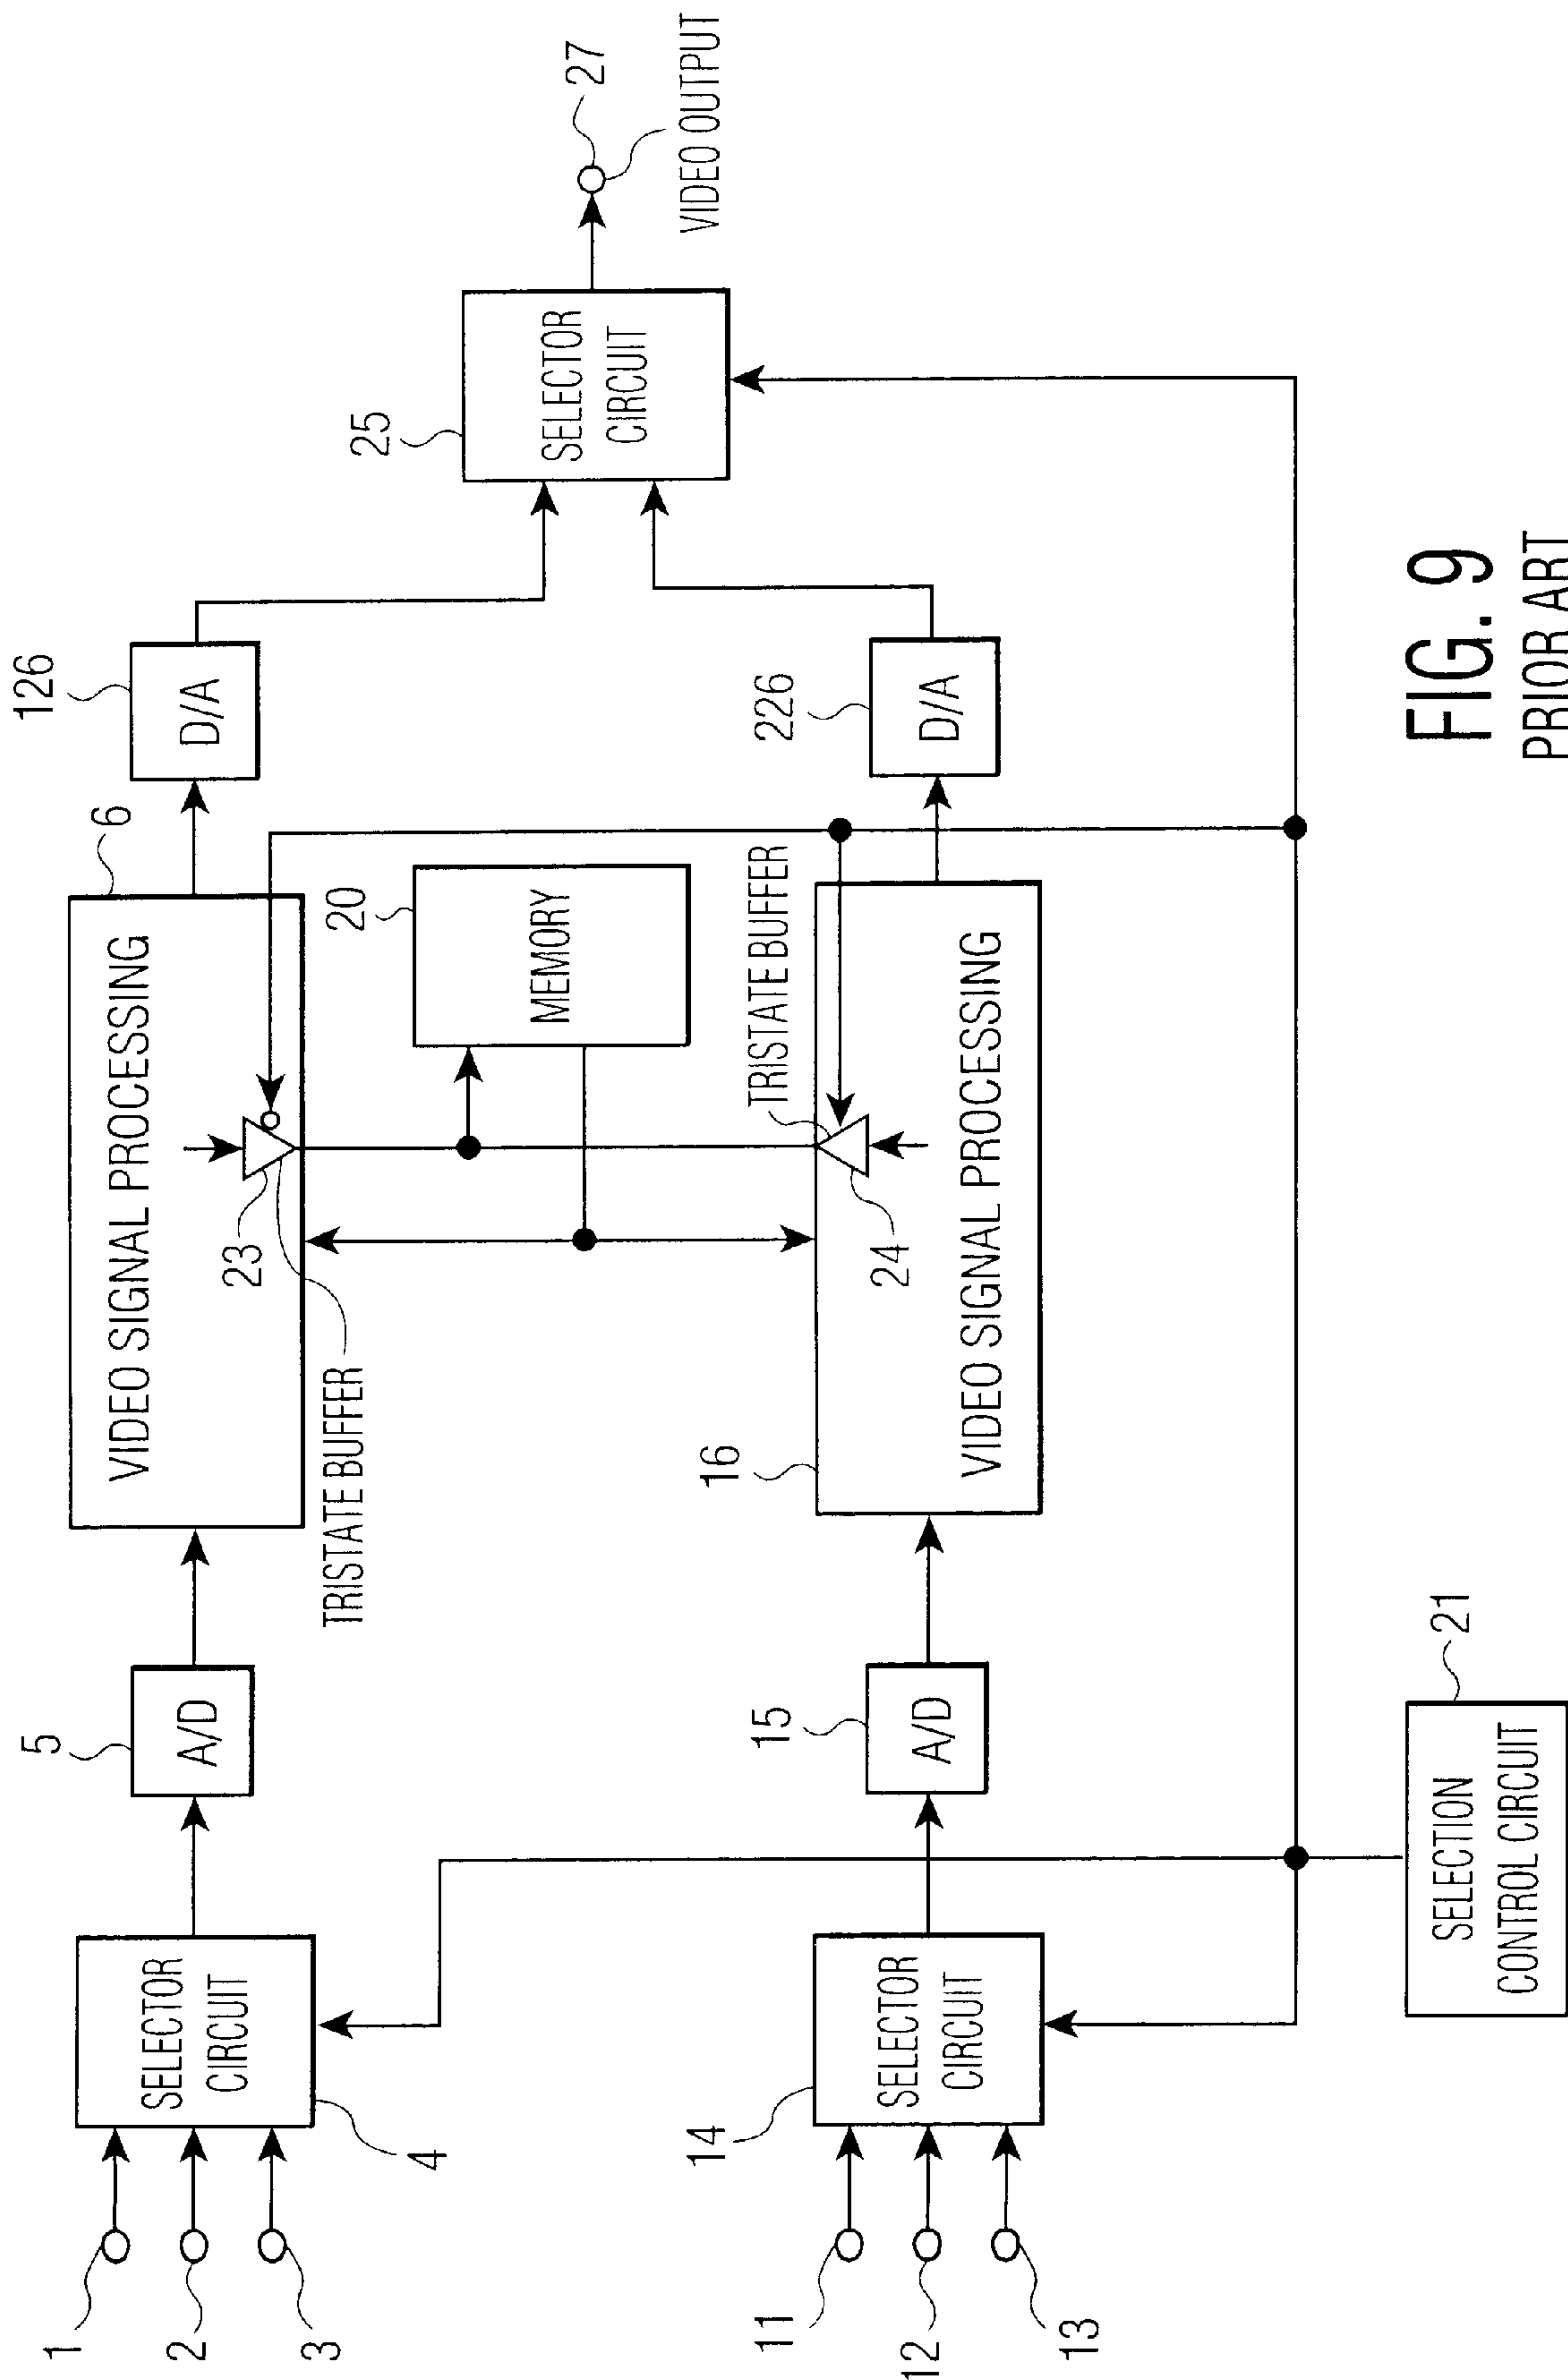 1
2
3
SELECTOR
CIRCUIT
4
5
A/D
VIDEO SIGNAL PROCESSING
6
23
TRISTATE BUFFER
126
D/A
20
MEMORY
25
SELECTOR
CIRCUIT
27
VIDEO OUTPUT
11
12
13
14
SELECTOR
CIRCUIT
15
A/D
16
VIDEO SIGNAL PROCESSING
24
TRISTATE BUFFER
226
D/A
21
SELECTION
CONTROL CIRCUIT
FIG. 9
PRIOR ART